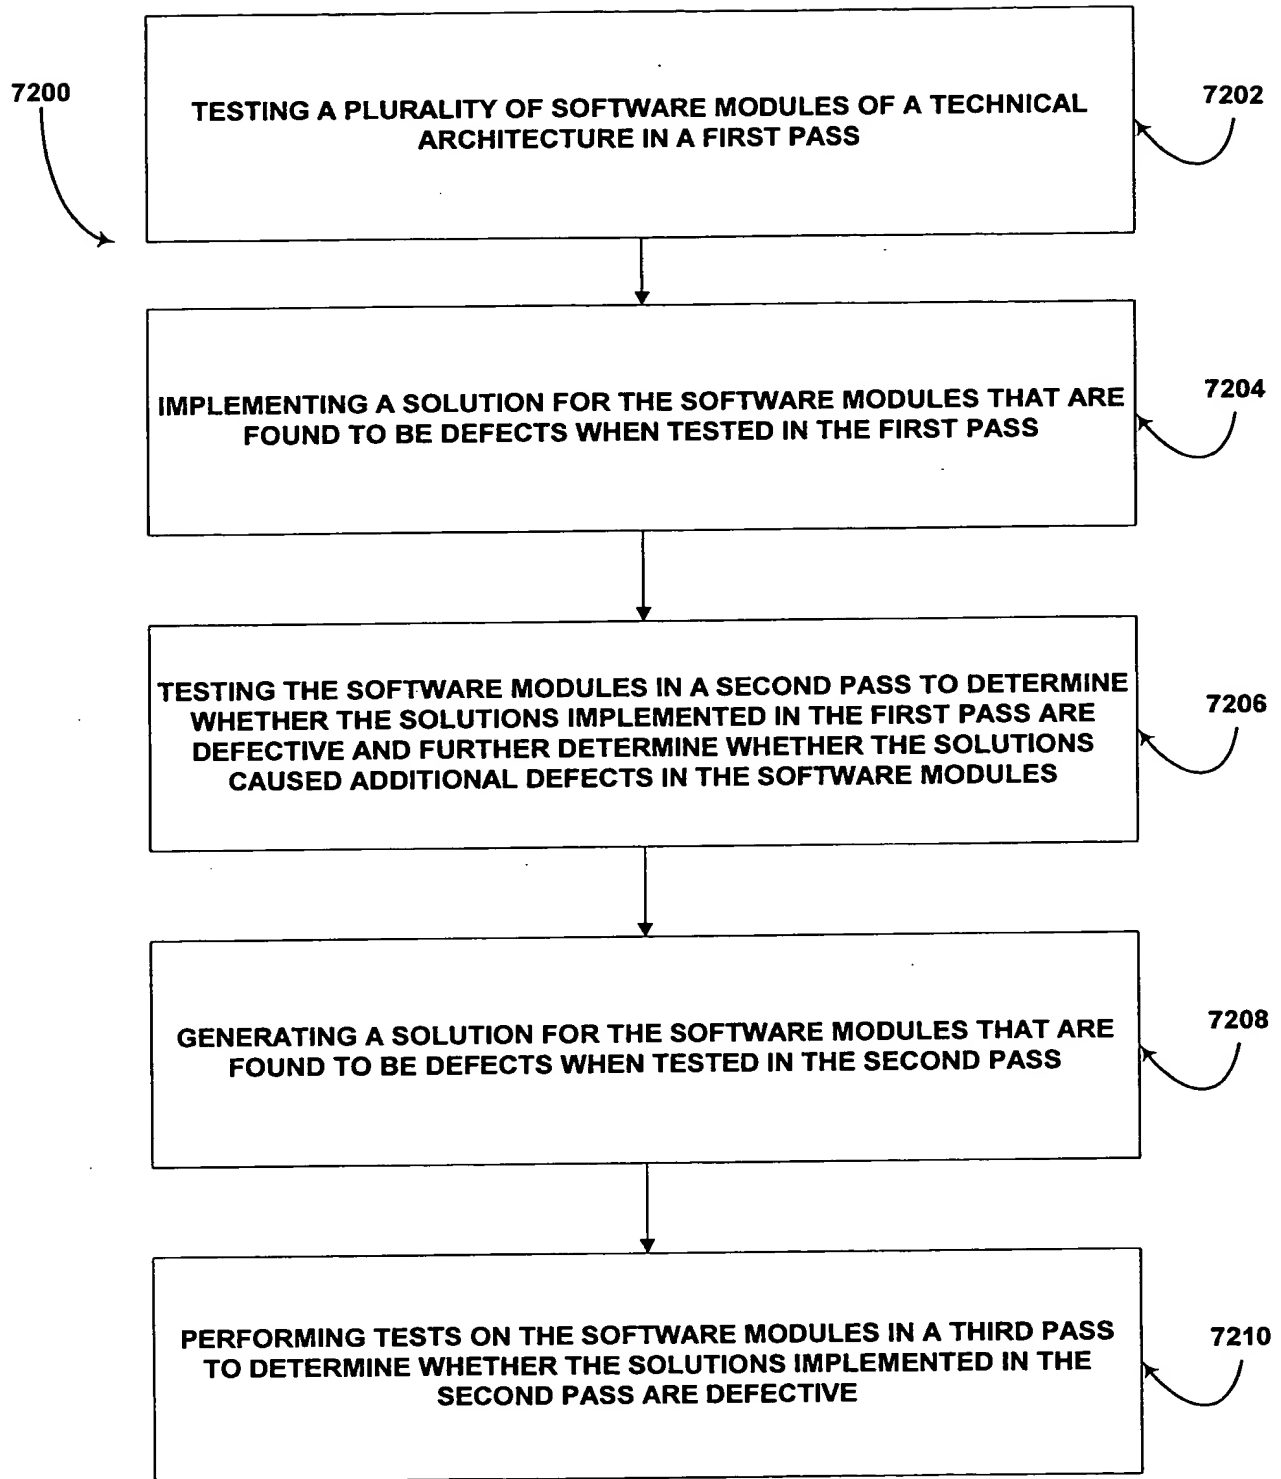 7200
TESTING A PLURALITY OF SOFTWARE MODULES OF A TECHNICAL
ARCHITECTURE IN A FIRST PASS
7202
IMPLEMENTING A SOLUTION FOR THE SOFTWARE MODULES THAT ARE
FOUND TO BE DEFECTS WHEN TESTED IN THE FIRST PASS
7204
TESTING THE SOFTWARE MODULES IN A SECOND PASS TO DETERMINE
WHETHER THE SOLUTIONS IMPLEMENTED IN THE FIRST PASS ARE
DEFECTIVE AND FURTHER DETERMINE WHETHER THE SOLUTIONS
CAUSED ADDITIONAL DEFECTS IN THE SOFTWARE MODULES
7206
GENERATING A SOLUTION FOR THE SOFTWARE MODULES THAT ARE
FOUND TO BE DEFECTS WHEN TESTED IN THE SECOND PASS
7208
PERFORMING TESTS ON THE SOFTWARE MODULES IN A THIRD PASS
TO DETERMINE WHETHER THE SOLUTIONS IMPLEMENTED IN THE
SECOND PASS ARE DEFECTIVE
7210